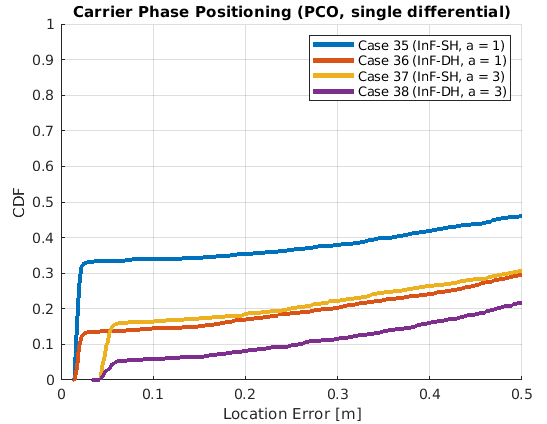 Carrier Phase Positioning (PCO, single differential)
Case 35 (InF-SH, a = 1)
Case 36 (InF-DH, a = 1)
Case 37 (InF-SH, a = 3)
Case 38 (InF-DH, a = 3)
CDF
1
0.9
0.8
0.7
0.6
0.5
0.4
0.3
0.2
0.1
0
0 0.1 0.2 0.3 0.4 0.5
Location Error [m]